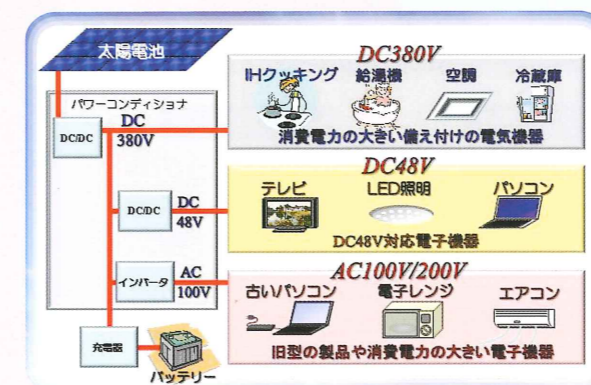 太陽電池
パワーコンディショナ
DC/DC
DC
380V
DC/DC
DC
48V
インバータ
AC
100V
充電器
バッテリー
DC380V
IHクッキング 給湯機 空調 冷蔵庫
消費電力の大きい備え付けの電気機器
DC48V
テレビ LED照明 パソコン
DC48V対応電子機器
AC100V/200V
古いパソコン 電子レンジ エアコン
旧型の製品や消費電力の大きい電子機器